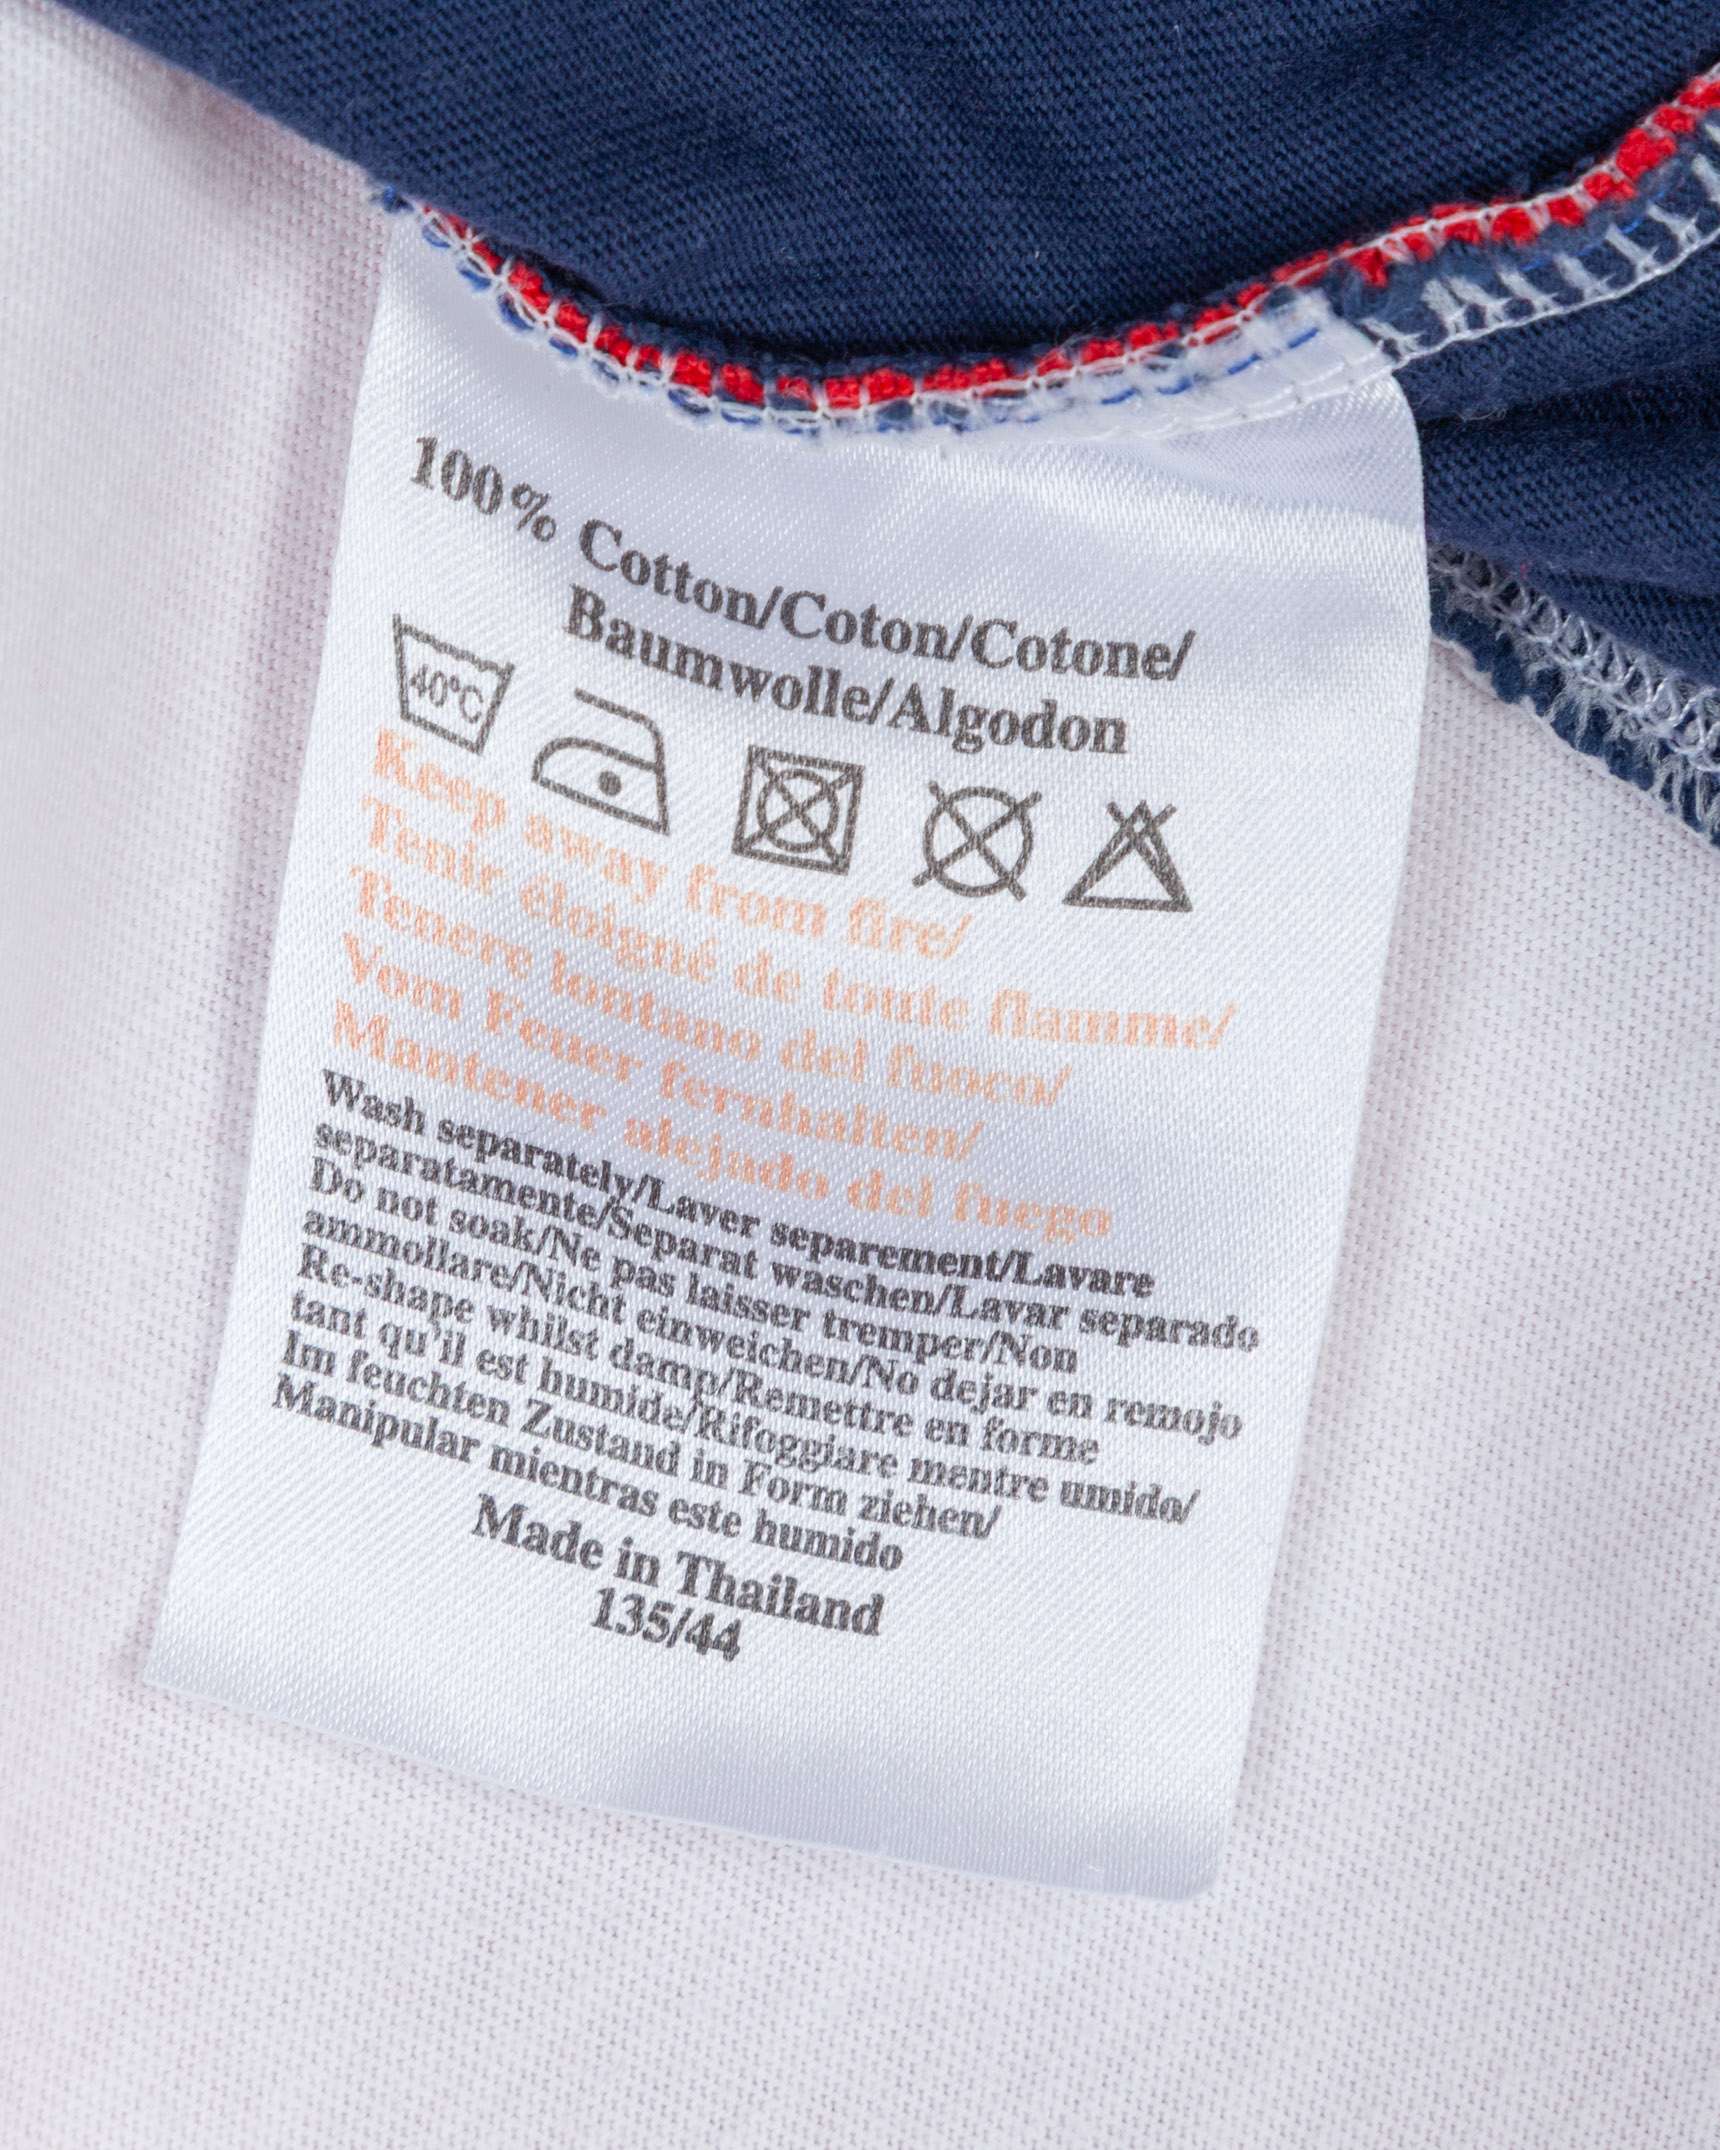 100% Cotton/Coton/Cotone/
Baumwolle/Algodon
40°C
Keep away from fire/
Tenir éloigné de toute flamme/
Tenere lontano del fuoco/
Vom Feuer fernhalten/
Mantener alejado del fuego
Wash separately/Laver separement/Lavare
separatamente/Separat waschen/Lavar separado
Do not soak/Ne pas laisser tremper/Non
ammollare/Nicht einweichen/No dejar en remojo
Re-shape whilst damp/Remettre en forme
tant qu'il est humide/Rifoggiare mentre umido/
Im feuchten Zustand in Form ziehen/
Manipular mientras este humido
Made in Thailand
135/44